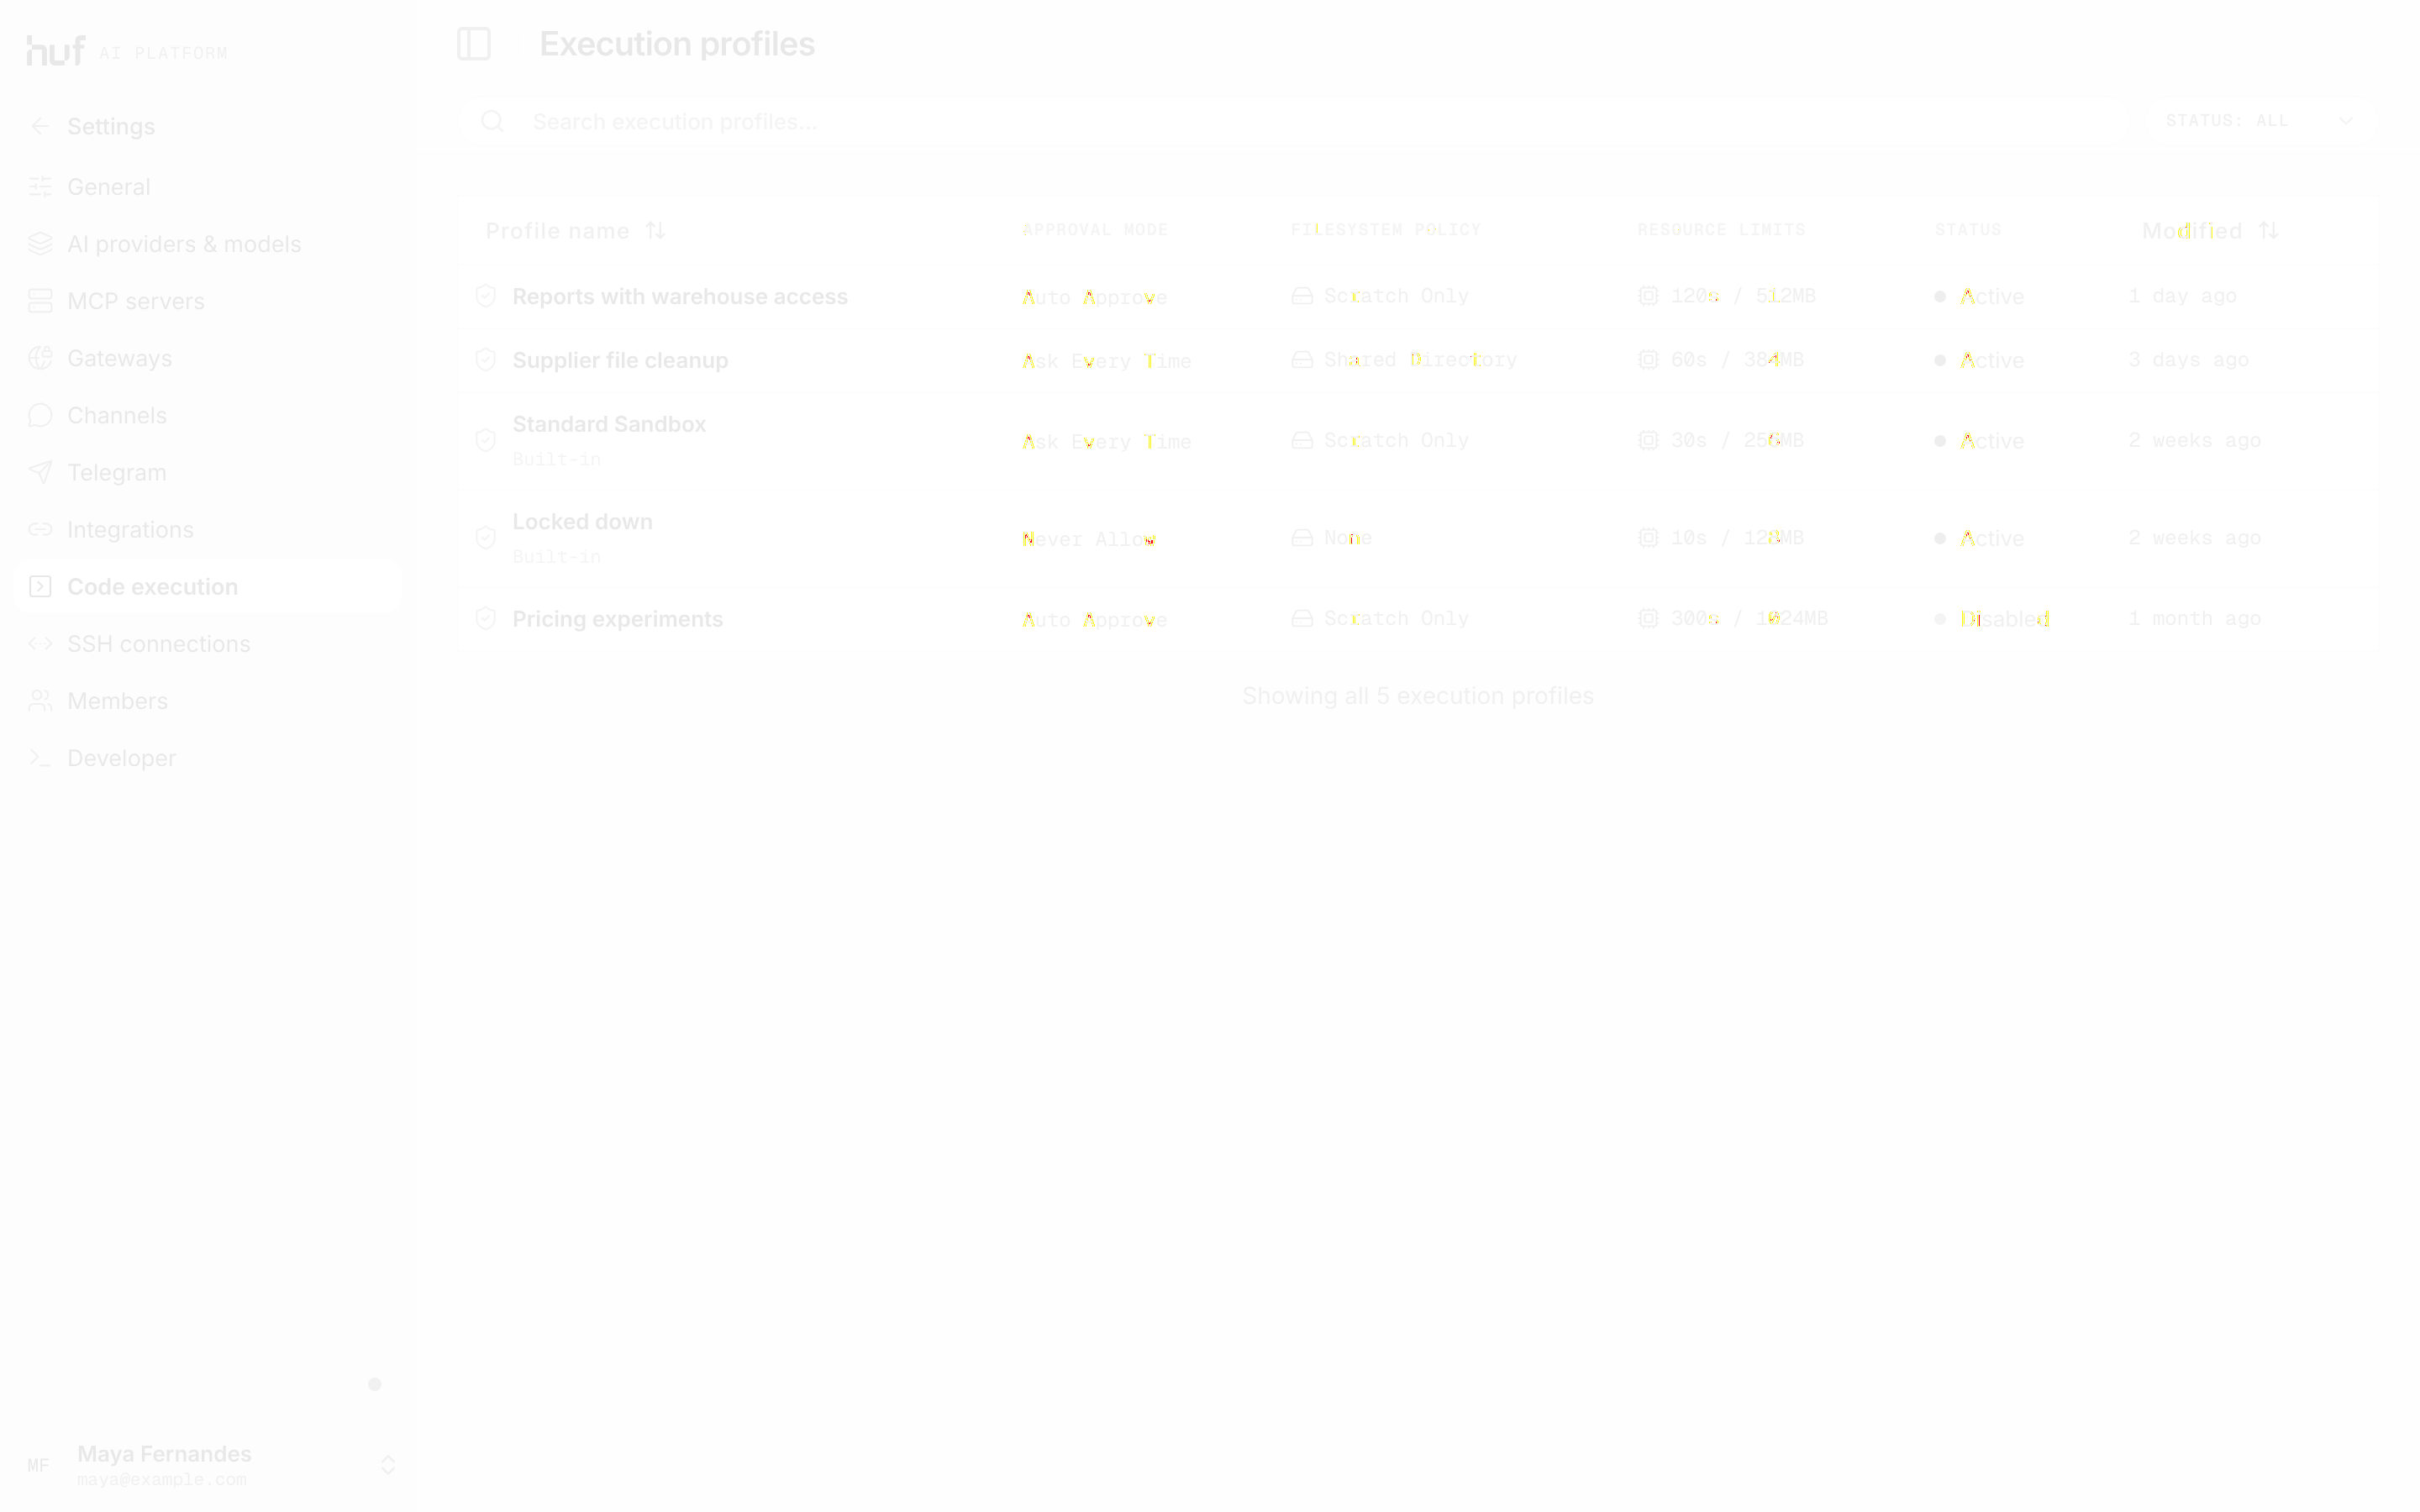 huf AI PLATFORM
Settings
General
AI providers & models
MCP servers
Gateways
Channels
Telegram
Integrations
Code execution
SSH connections
Members
Developer
MF
Maya Fernandes
maya@example.com
Execution profiles
Search execution profiles...
STATUS: ALL
Profile name APPROVAL MODE FILESYSTEM POLICY RESOURCE LIMITS STATUS Modified
Reports with warehouse access Auto Approve Scratch Only 120s / 512MB Active 1 day ago
Supplier file cleanup Ask Every Time Shared Directory 60s / 384MB Active 3 days ago
Standard Sandbox Ask Every Time Scratch Only 30s / 256MB Active 2 weeks ago
Built-in
Locked down Never Allow None 10s / 128MB Active 2 weeks ago
Built-in
Pricing experiments Auto Approve Scratch Only 300s / 1024MB Disabled 1 month ago
Showing all 5 execution profiles